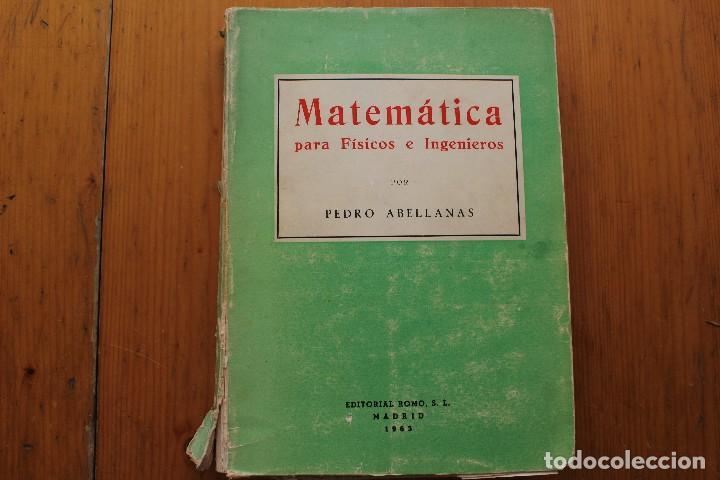 Matemática
para Físicos e Ingenieros
POR
PEDRO ABELLANAS
EDITORIAL ROMO, S. L.
MADRID
1963
todocoleccion